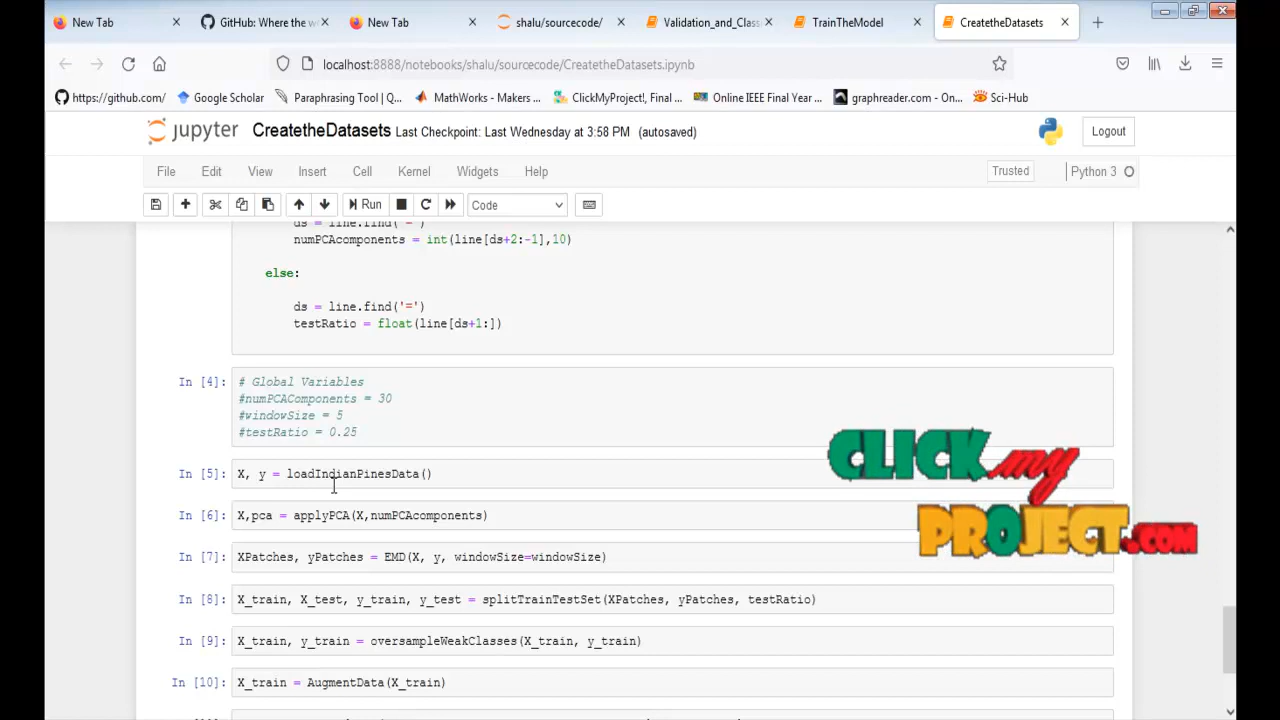 New Tab
GitHub: Where the w
New Tab
shalu/sourcecode/
Validation_and_Class
TrainTheModel
CreatetheDatasets
localhost:8888/notebooks/shalu/sourcecode/CreatetheDatasets.ipynb
https://github.com/
Google Scholar
Paraphrasing Tool | Q...
MathWorks - Makers ...
ClickMyProject!, Final ...
Online IEEE Final Year ...
graphreader.com - On...
Sci-Hub
jupyter CreatetheDatasets Last Checkpoint: Last Wednesday at 3:58 PM (autosaved)
Logout
File Edit View Insert Cell Kernel Widgets Help
Trusted
Python 3
Run
Code
ds = line.find('=')
numPCAcomponents = int(line[ds+2:-1],10)
else:
ds = line.find('=')
testRatio = float(line[ds+1:])
In [4]: # Global Variables
#numPCAComponents = 30
#windowSize = 5
#testRatio = 0.25
In [5]: X, y = loadIndianPinesData()
In [6]: X,pca = applyPCA(X,numPCAcomponents)
In [7]: XPatches, yPatches = EMD(X, y, windowSize=windowSize)
In [8]: X_train, X_test, y_train, y_test = splitTrainTestSet(XPatches, yPatches, testRatio)
In [9]: X_train, y_train = oversampleWeakClasses(X_train, y_train)
In [10]: X_train = AugmentData(X_train)
CLICK my
PROJECT.COM